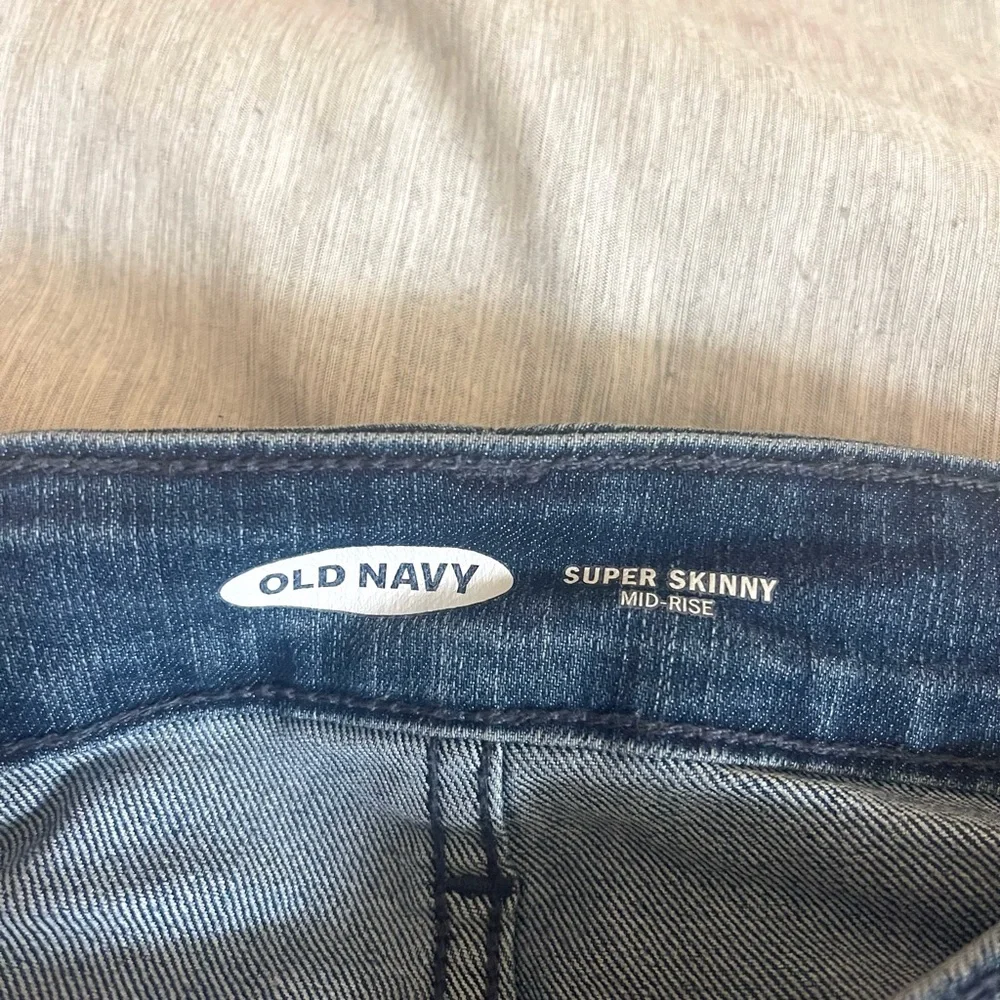 OLD NAVY
SUPER SKINNY
MID-RISE